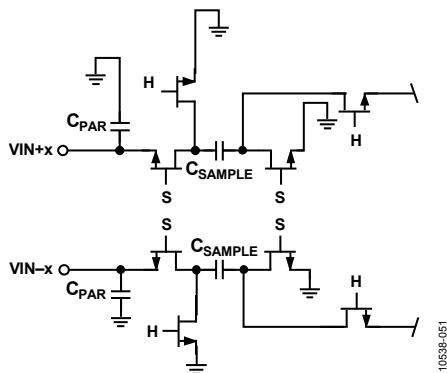 H
C_PAR
VIN+x
C_SAMPLE
H
S
S
S
S
C_SAMPLE
VIN–x
C_PAR
H
H
10538-051